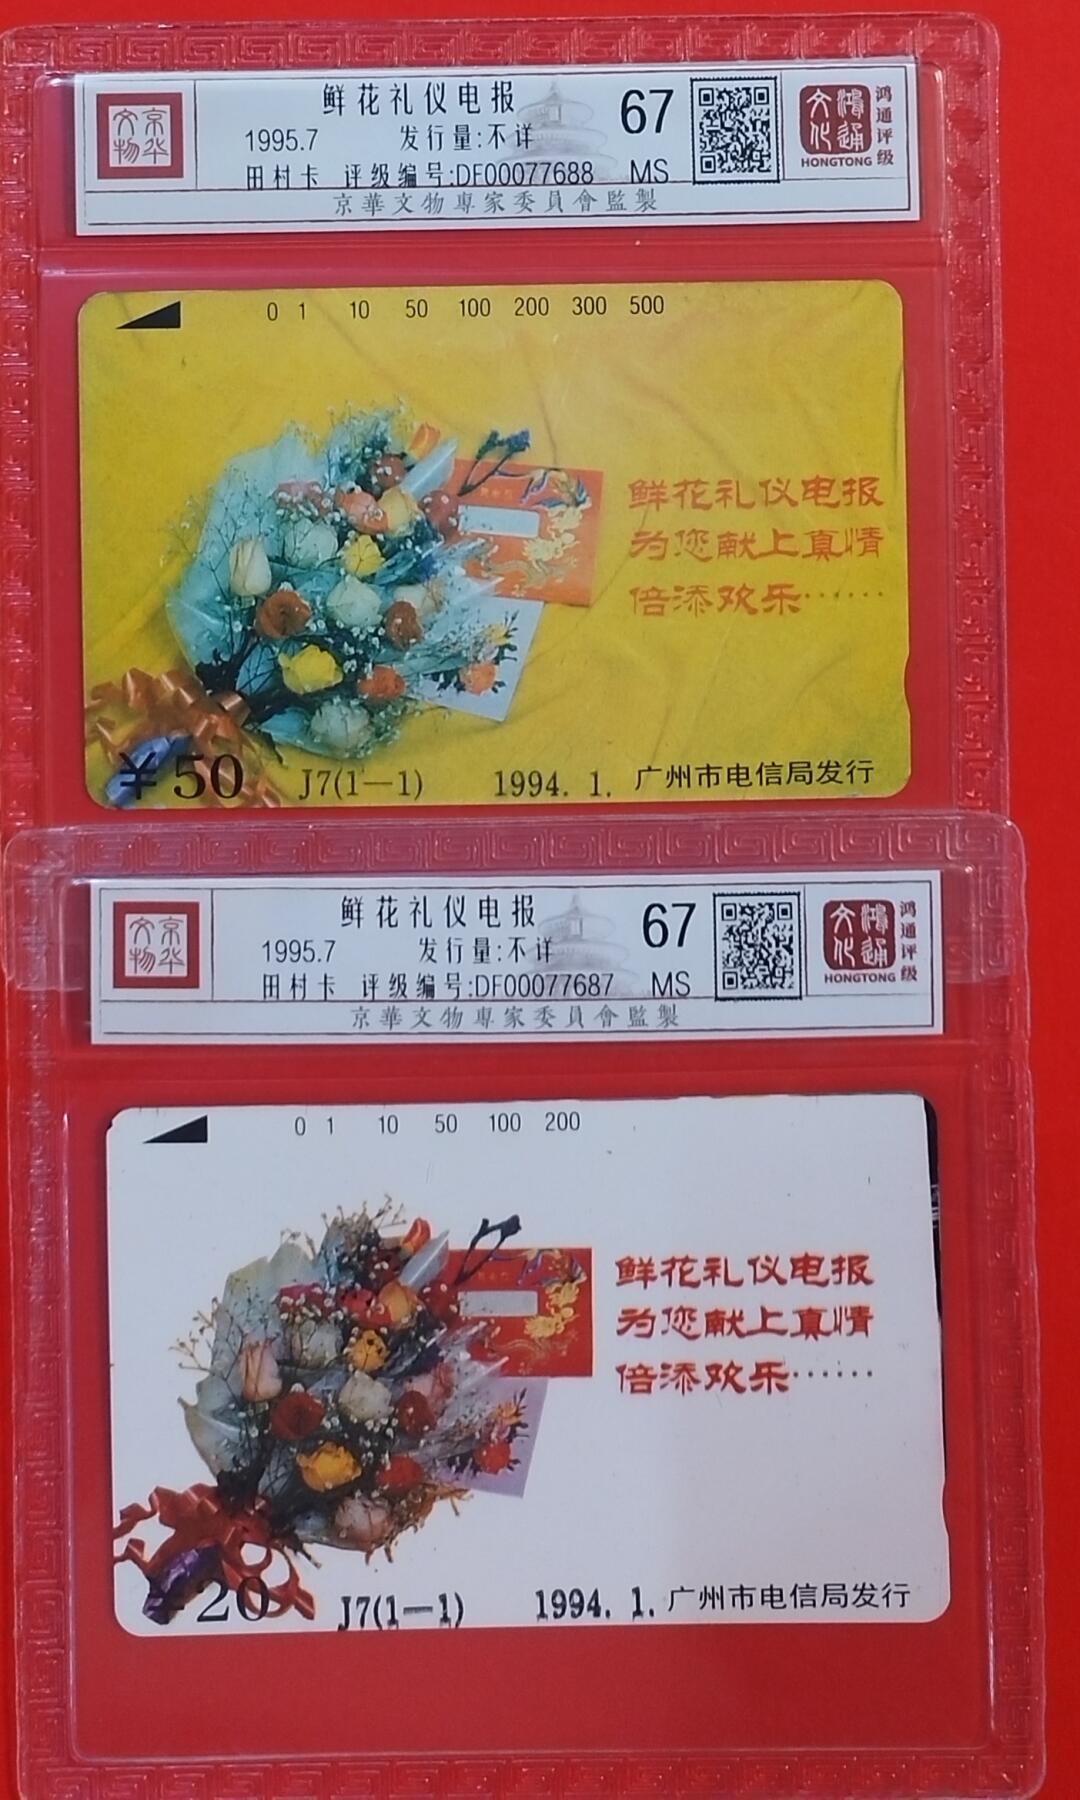 京华文物
鲜花礼仪电报
1995.7 发行量:不详
田村卡 评级编号:DF00077688
67
MS
京華文物專家委員會監製
鴻通文化
HONGTONG
鸿通评级
0 1 10 50 100 200 300 500
鲜花礼仪电报
为您献上真情
倍添欢乐······
¥50 J7(1—1) 1994. 1. 广州市电信局发行
京华文物
鲜花礼仪电报
1995.7 发行量:不详
田村卡 评级编号:DF00077687
67
MS
京華文物專家委員會監製
鴻通文化
HONGTONG
鸿通评级
0 1 10 50 100 200
鲜花礼仪电报
为您献上真情
倍添欢乐······
¥20 J7(1—1) 1994. 1. 广州市电信局发行